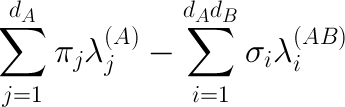 \sum_{j=1}^{d_A} \pi_j \lambda_j^{(A)} - \sum_{i=1}^{d_A d_B} \sigma_i \lambda_i^{(AB)}